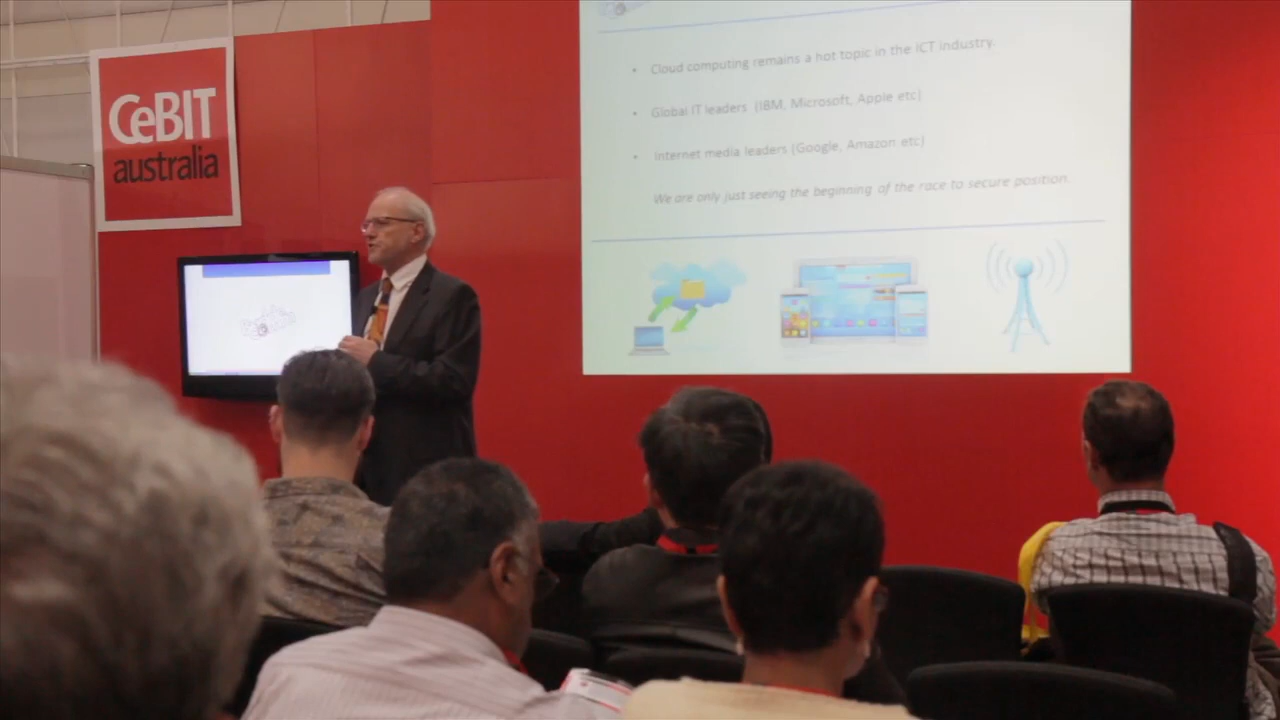 CeBIT
australia
• Cloud computing remains a hot topic in the ICT industry.
• Global IT leaders (IBM, Microsoft, Apple etc)
• Internet media leaders (Google, Amazon etc)
We are only just seeing the beginning of the race to secure position.